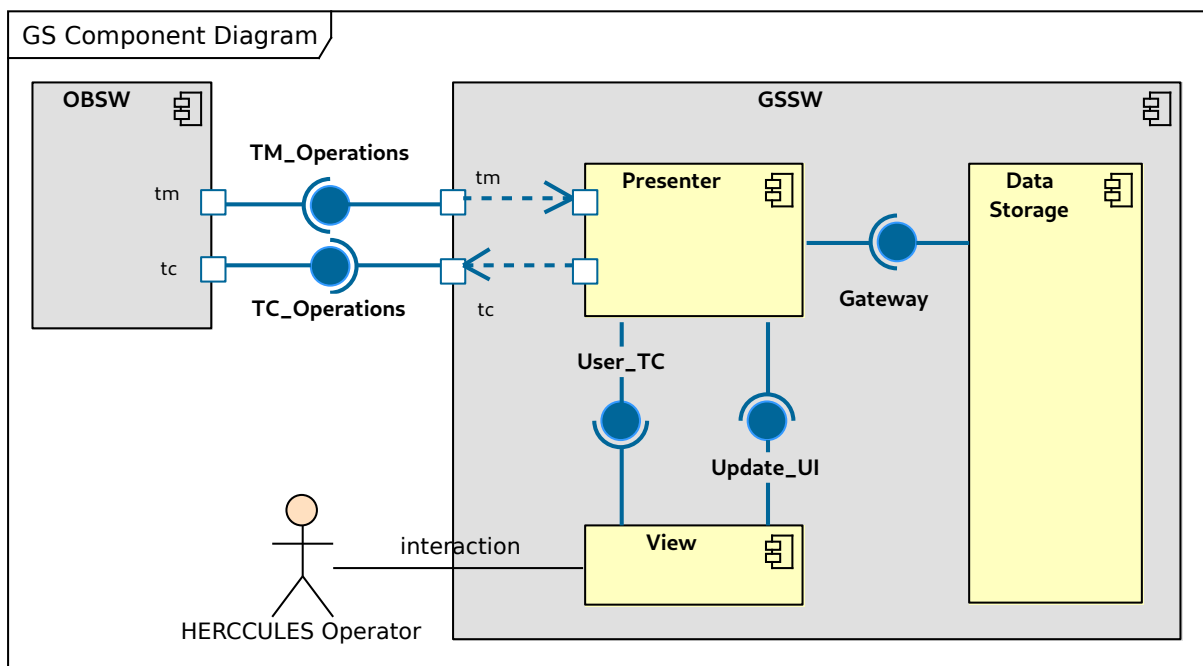 GS Component Diagram
OBSW
GSSW
TM_Operations
tm
tm
Presenter
Data
Storage
tc
TC_Operations
tc
Gateway
User_TC
Update_UI
View
interaction
HERCCULES Operator